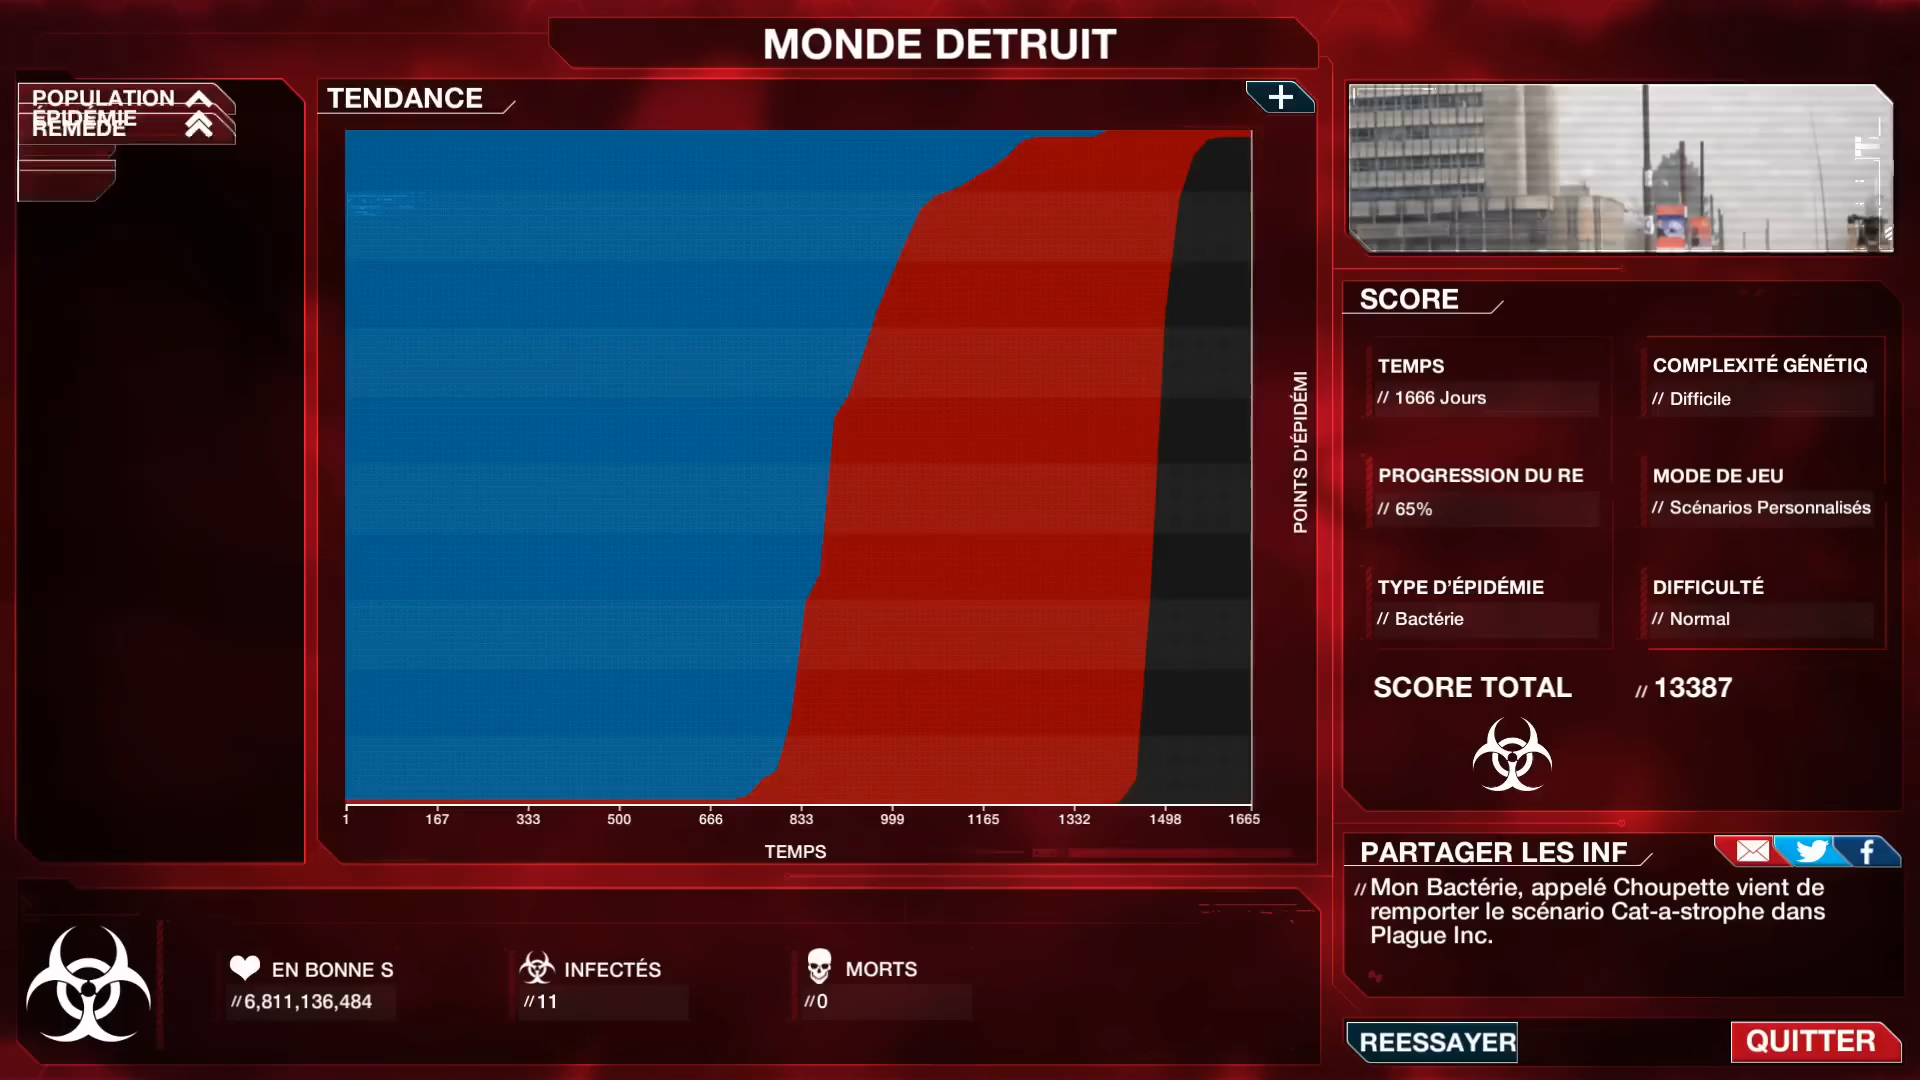 MONDE DETRUIT
POPULATION
ÉPIDÉMIE
REMÈDE
TENDANCE
POINTS D'ÉPIDÉMI
1 167 333 500 666 833 999 1165 1332 1498 1665
TEMPS
SCORE
TEMPS
// 1666 Jours
COMPLEXITÉ GÉNÉTIQ
// Difficile
PROGRESSION DU RE
// 65%
MODE DE JEU
// Scénarios Personnalisés
TYPE D'ÉPIDÉMIE
// Bactérie
DIFFICULTÉ
// Normal
SCORE TOTAL // 13387
PARTAGER LES INF
// Mon Bactérie, appelé Choupette vient de
remporter le scénario Cat-a-strophe dans
Plague Inc.
EN BONNE S
// 6,811,136,484
INFECTÉS
// 11
MORTS
// 0
REESSAYER
QUITTER